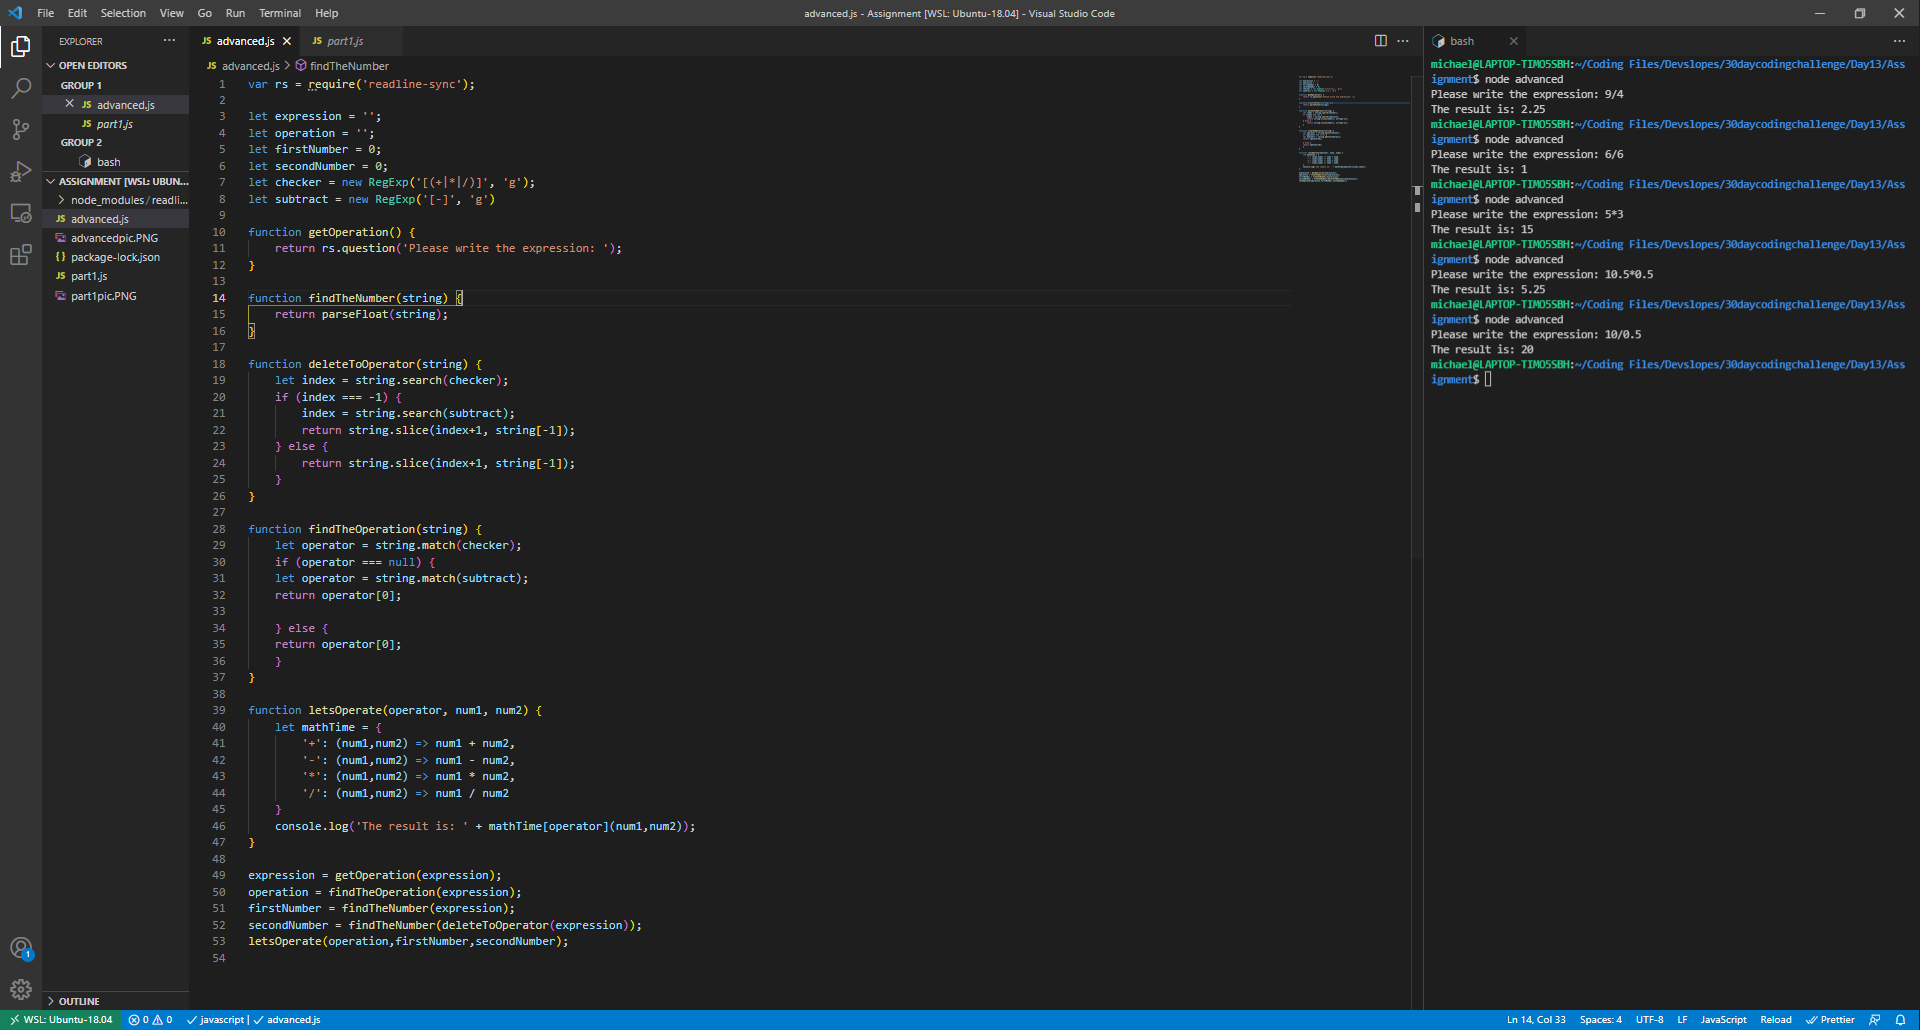 File Edit Selection View Go Run Terminal Help
advanced.js - Assignment [WSL: Ubuntu-18.04] - Visual Studio Code
EXPLORER
OPEN EDITORS
GROUP 1
JS advanced.js
JS part1.js
GROUP 2
bash
ASSIGNMENT [WSL: UBUN...
node_modules/readli...
JS advanced.js
advancedpic.PNG
{} package-lock.json
JS part1.js
part1pic.PNG
OUTLINE
JS advanced.js
JS part1.js
JS advanced.js > findTheNumber
1 var rs = require('readline-sync');
2
3 let expression = '';
4 let operation = '';
5 let firstNumber = 0;
6 let secondNumber = 0;
7 let checker = new RegExp('[(+|*|/)]', 'g');
8 let subtract = new RegExp('[-]', 'g')
9
10 function getOperation() {
11 return rs.question('Please write the expression: ');
12 }
13
14 function findTheNumber(string) {
15 return parseFloat(string);
16 }
17
18 function deleteToOperator(string) {
19 let index = string.search(checker);
20 if (index === -1) {
21 index = string.search(subtract);
22 return string.slice(index+1, string[-1]);
23 } else {
24 return string.slice(index+1, string[-1]);
25 }
26 }
27
28 function findTheOperation(string) {
29 let operator = string.match(checker);
30 if (operator === null) {
31 let operator = string.match(subtract);
32 return operator[0];
33
34 } else {
35 return operator[0];
36 }
37 }
38
39 function letsOperate(operator, num1, num2) {
40 let mathTime = {
41 '+': (num1,num2) => num1 + num2,
42 '-': (num1,num2) => num1 - num2,
43 '*': (num1,num2) => num1 * num2,
44 '/': (num1,num2) => num1 / num2
45 }
46 console.log('The result is: ' + mathTime[operator](num1,num2));
47 }
48
49 expression = getOperation(expression);
50 operation = findTheOperation(expression);
51 firstNumber = findTheNumber(expression);
52 secondNumber = findTheNumber(deleteToOperator(expression));
53 letsOperate(operation,firstNumber,secondNumber);
54
bash
michael@LAPTOP-TIMO5SBH:~/Coding Files/Devslopes/30daycodingchallenge/Day13/Ass
ignment$ node advanced
Please write the expression: 9/4
The result is: 2.25
michael@LAPTOP-TIMO5SBH:~/Coding Files/Devslopes/30daycodingchallenge/Day13/Ass
ignment$ node advanced
Please write the expression: 6/6
The result is: 1
michael@LAPTOP-TIMO5SBH:~/Coding Files/Devslopes/30daycodingchallenge/Day13/Ass
ignment$ node advanced
Please write the expression: 5*3
The result is: 15
michael@LAPTOP-TIMO5SBH:~/Coding Files/Devslopes/30daycodingchallenge/Day13/Ass
ignment$ node advanced
Please write the expression: 10.5*0.5
The result is: 5.25
michael@LAPTOP-TIMO5SBH:~/Coding Files/Devslopes/30daycodingchallenge/Day13/Ass
ignment$ node advanced
Please write the expression: 10/0.5
The result is: 20
michael@LAPTOP-TIMO5SBH:~/Coding Files/Devslopes/30daycodingchallenge/Day13/Ass
ignment$
1
WSL: Ubuntu-18.04 0 0 javascript | advanced.js
Ln 14, Col 33 Spaces: 4 UTF-8 LF JavaScript Reload Prettier